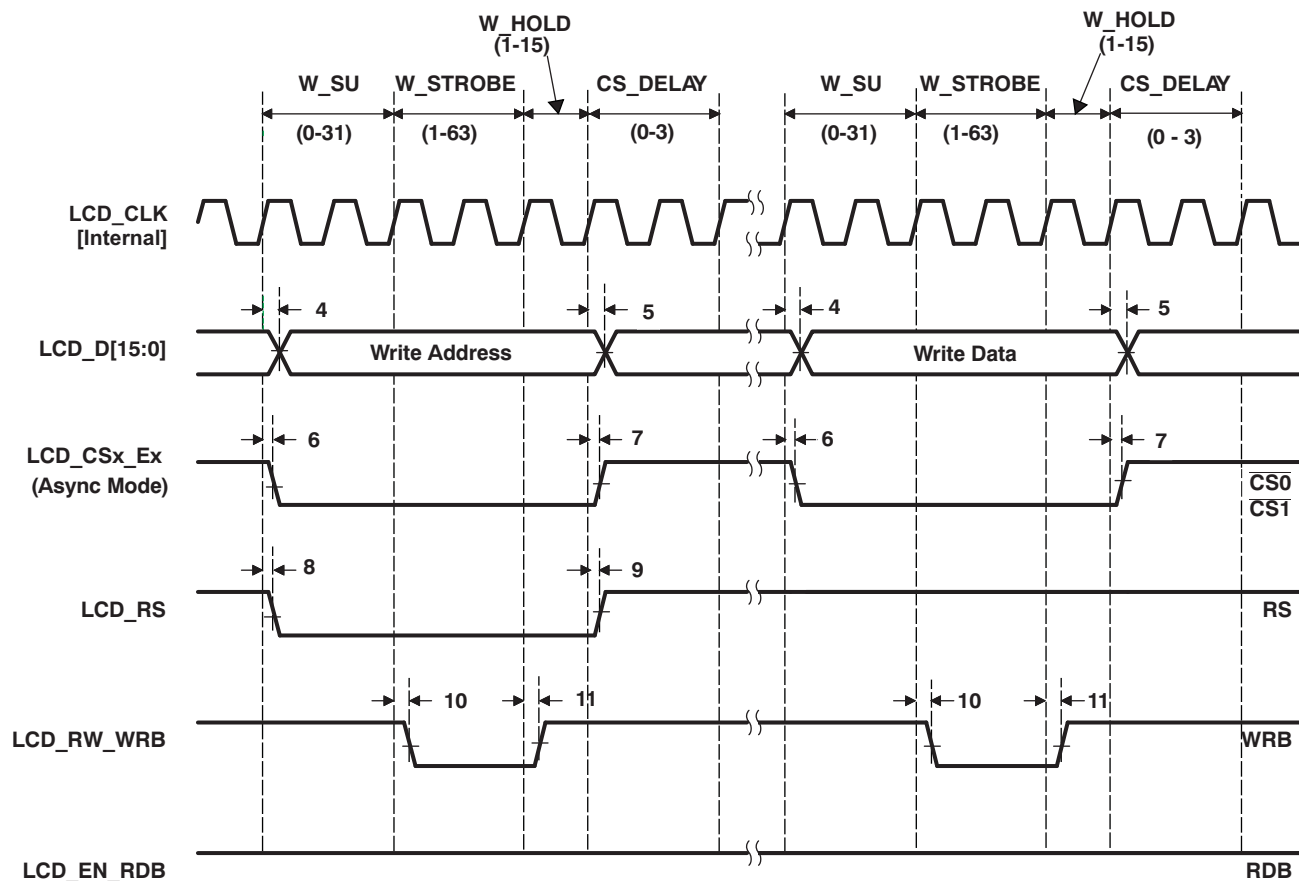 W_HOLD
(1-15)
W_HOLD
(1-15)
W_SU W_STROBE CS_DELAY W_SU W_STROBE CS_DELAY
(0-31) (1-63) (0-3) (0-31) (1-63) (0 - 3)
LCD_CLK
[Internal]
4 5 4 5
LCD_D[15:0] Write Address Write Data
6 7 6 7
LCD_CSx_Ex
(Async Mode)
CS0
CS1
8 9
LCD_RS RS
10 11 10 11
LCD_RW_WRB WRB
LCD_EN_RDB RDB